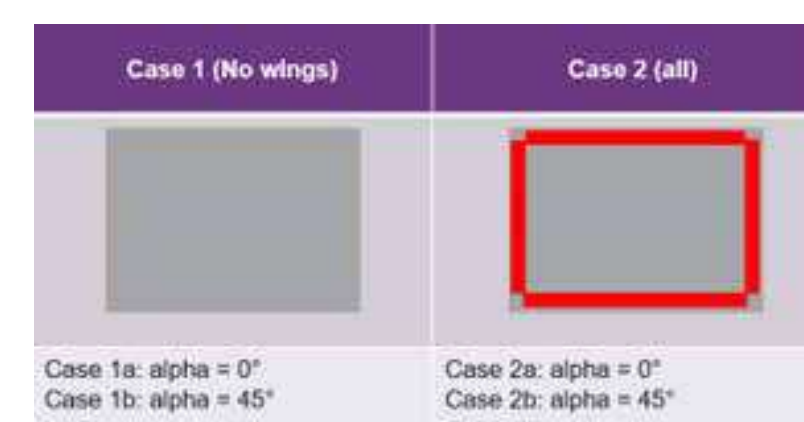 Case 1 (No wings)
Case 2 (all)
Case 1a: alpha = 0°
Case 1b: alpha = 45°
Case 2a: alpha = 0°
Case 2b: alpha = 45°